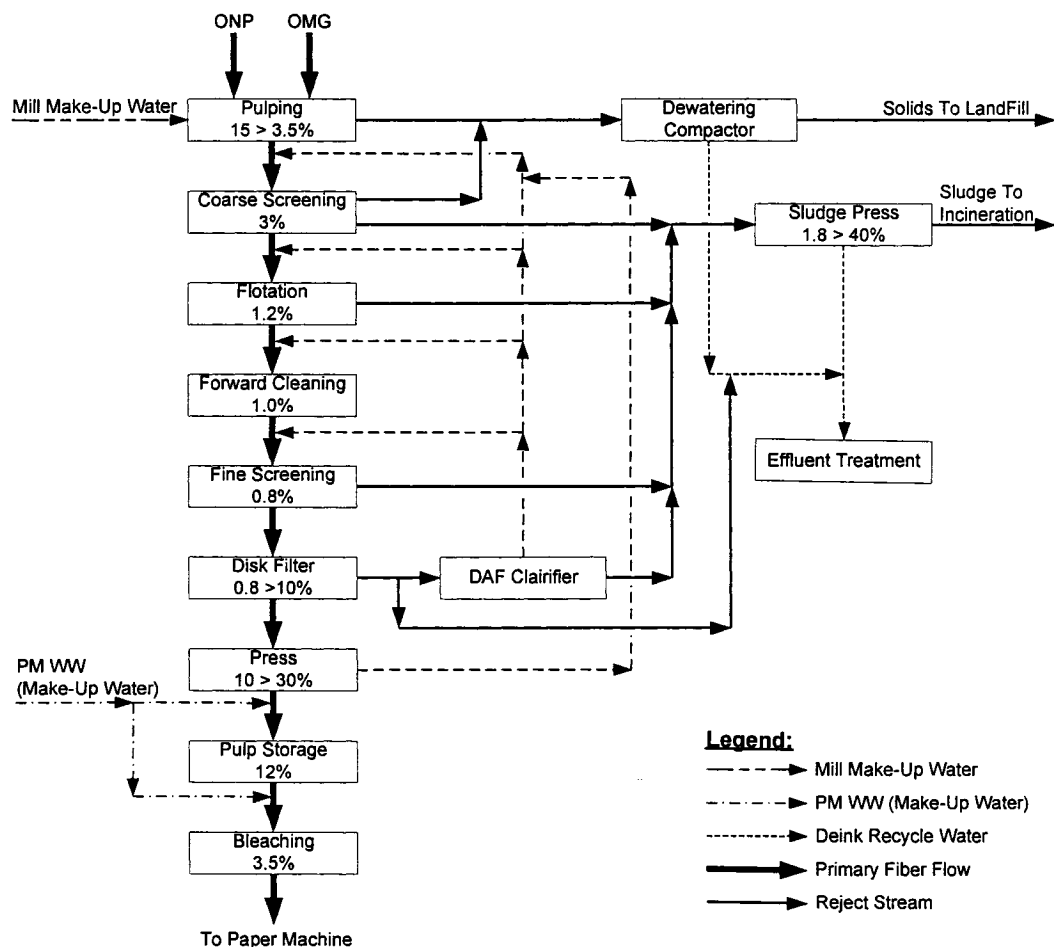 ONP OMG
Mill Make-Up Water
Pulping
15 > 3.5%
Dewatering
Compactor
Solids To LandFill
Coarse Screening
3%
Sludge Press
1.8 > 40%
Sludge To
Incineration
Flotation
1.2%
Forward Cleaning
1.0%
Effluent Treatment
Fine Screening
0.8%
Disk Filter
0.8 >10%
DAF Clairifier
Press
10 > 30%
PM WW
(Make-Up Water)
Pulp Storage
12%
Bleaching
3.5%
To Paper Machine
Legend:
Mill Make-Up Water
PM WW (Make-Up Water)
Deink Recycle Water
Primary Fiber Flow
Reject Stream